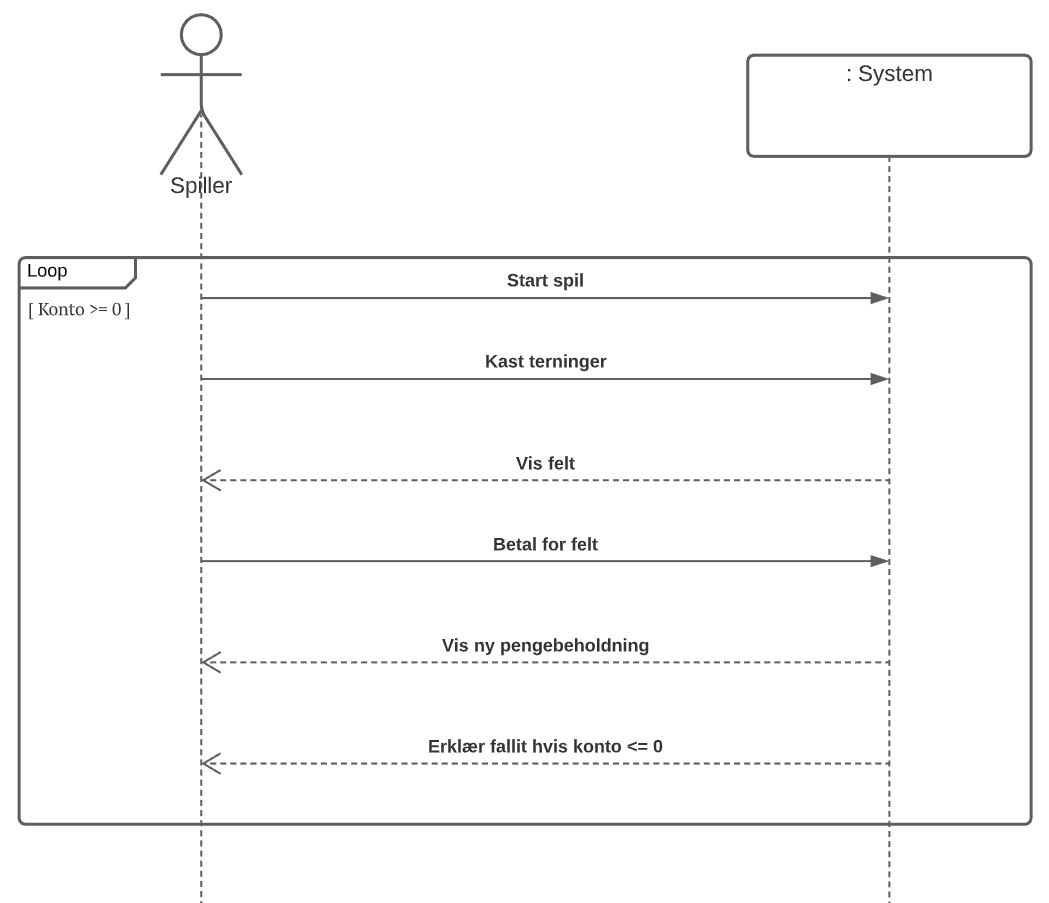 : System
Spiller
Loop
[ Konto >= 0 ]
Start spil
Kast terninger
Vis felt
Betal for felt
Vis ny pengebeholdning
Erklær fallit hvis konto <= 0